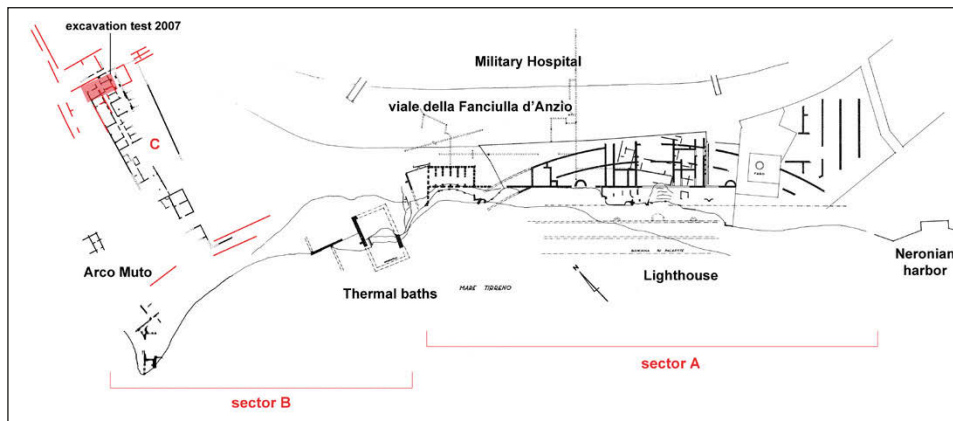 excavation test 2007
Military Hospital
viale della Fanciulla d'Anzio
C
N
Arco Muto
Thermal baths
MARE TIRRENO
Lighthouse
Neronian
harbor
sector A
sector B